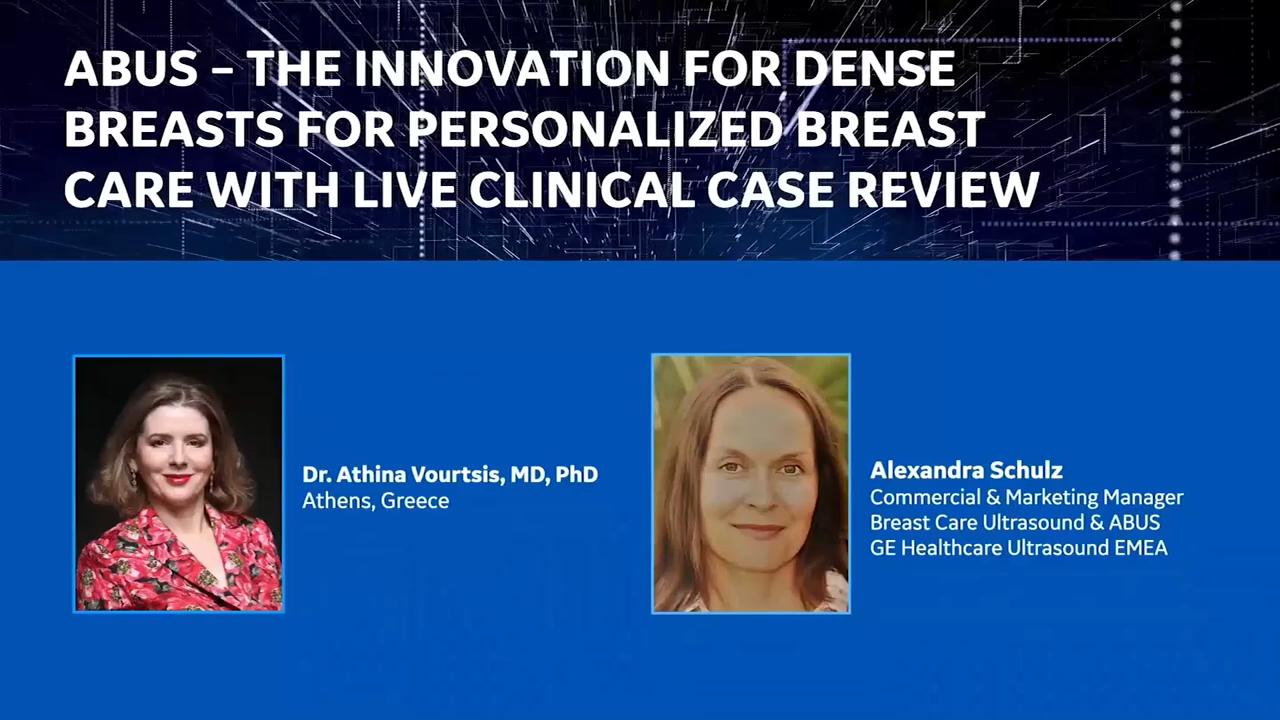 ABUS – THE INNOVATION FOR DENSE
BREASTS FOR PERSONALIZED BREAST
CARE WITH LIVE CLINICAL CASE REVIEW
Dr. Athina Vourtsis, MD, PhD
Athens, Greece
Alexandra Schulz
Commercial & Marketing Manager
Breast Care Ultrasound & ABUS
GE Healthcare Ultrasound EMEA